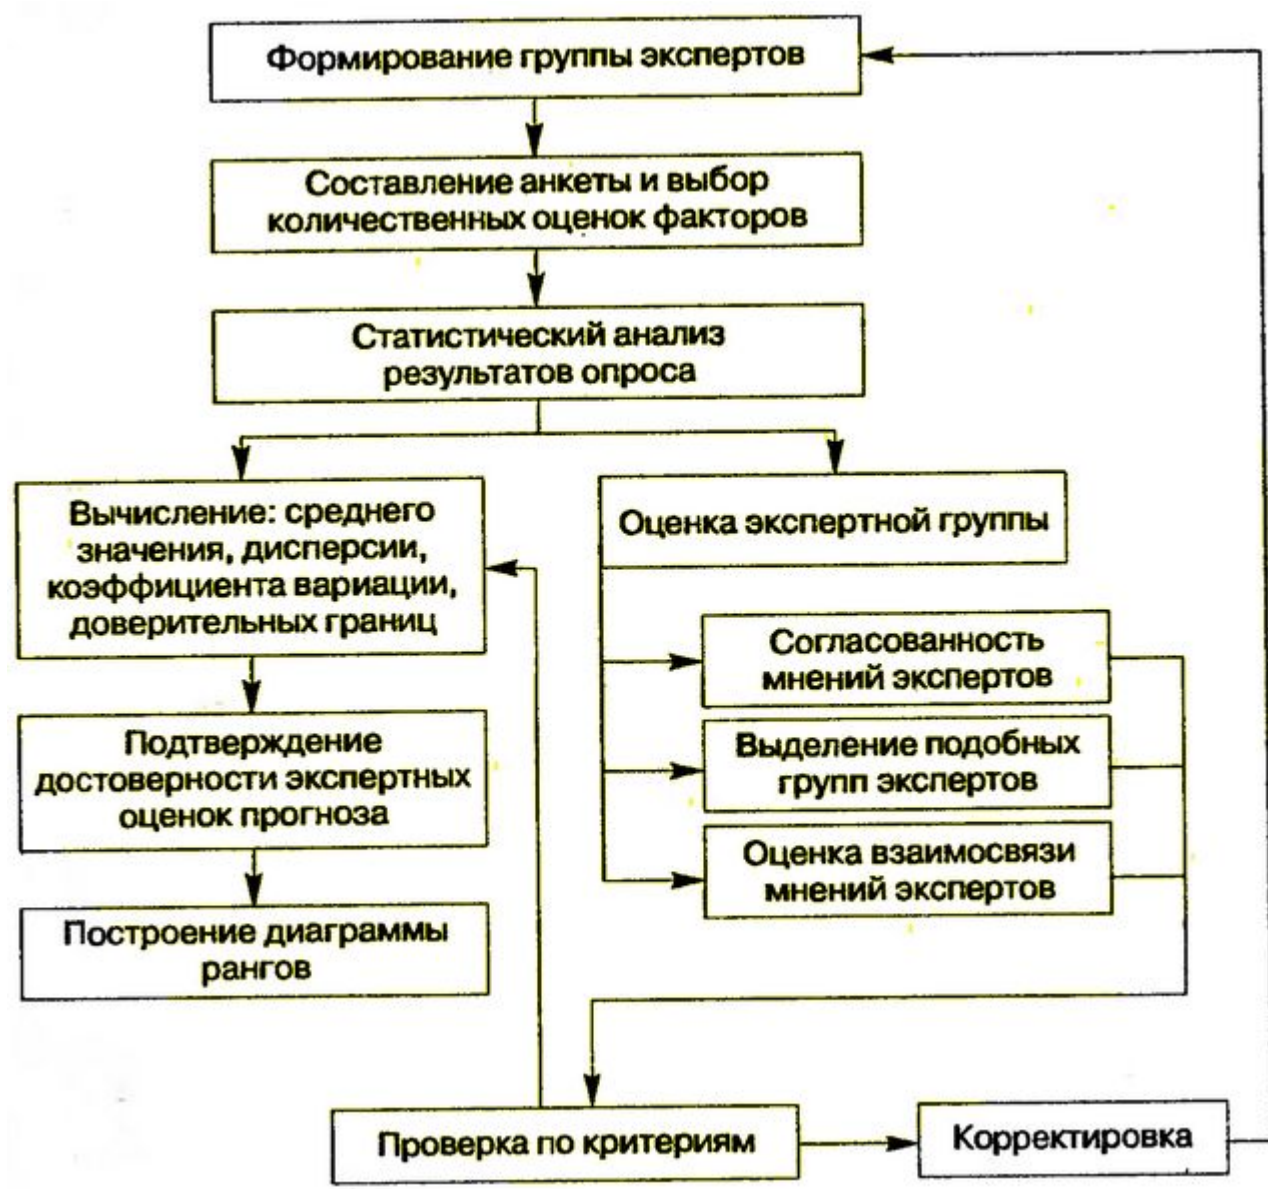 Формирование группы экспертов
Составление анкеты и выбор
количественных оценок факторов
Статистический анализ
результатов опроса
Вычисление: среднего
значения, дисперсии,
коэффициента вариации,
доверительных границ
Оценка экспертной группы
Согласованность
мнений экспертов
Подтверждение
достоверности экспертных
оценок прогноза
Выделение подобных
групп экспертов
Оценка взаимосвязи
мнений экспертов
Построение диаграммы
рангов
Проверка по критериям
Корректировка